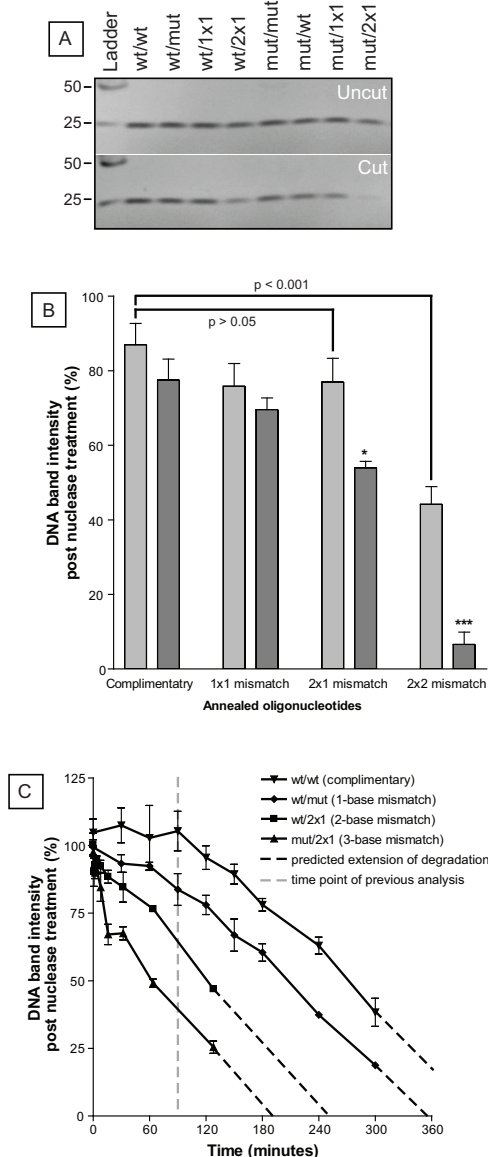 A
Ladder
wt/wt
wt/mut
wt/1x1
wt/2x1
mut/mut
mut/wt
mut/1x1
mut/2x1
50
Uncut
25
50
Cut
25
B
p < 0.001
p > 0.05
100
80
60
40
20
0
*
***
DNA band intensity
post nuclease treatment (%)
Complimentatry
1x1 mismatch
2x1 mismatch
2x2 mismatch
Annealed oligonucleotides
C
wt/wt (complimentary)
wt/mut (1-base mismatch)
wt/2x1 (2-base mismatch)
mut/2x1 (3-base mismatch)
predicted extension of degradation
time point of previous analysis
125
100
75
50
25
0
DNA band intensity
post nuclease treatment (%)
0 60 120 180 240 300 360
Time (minutes)